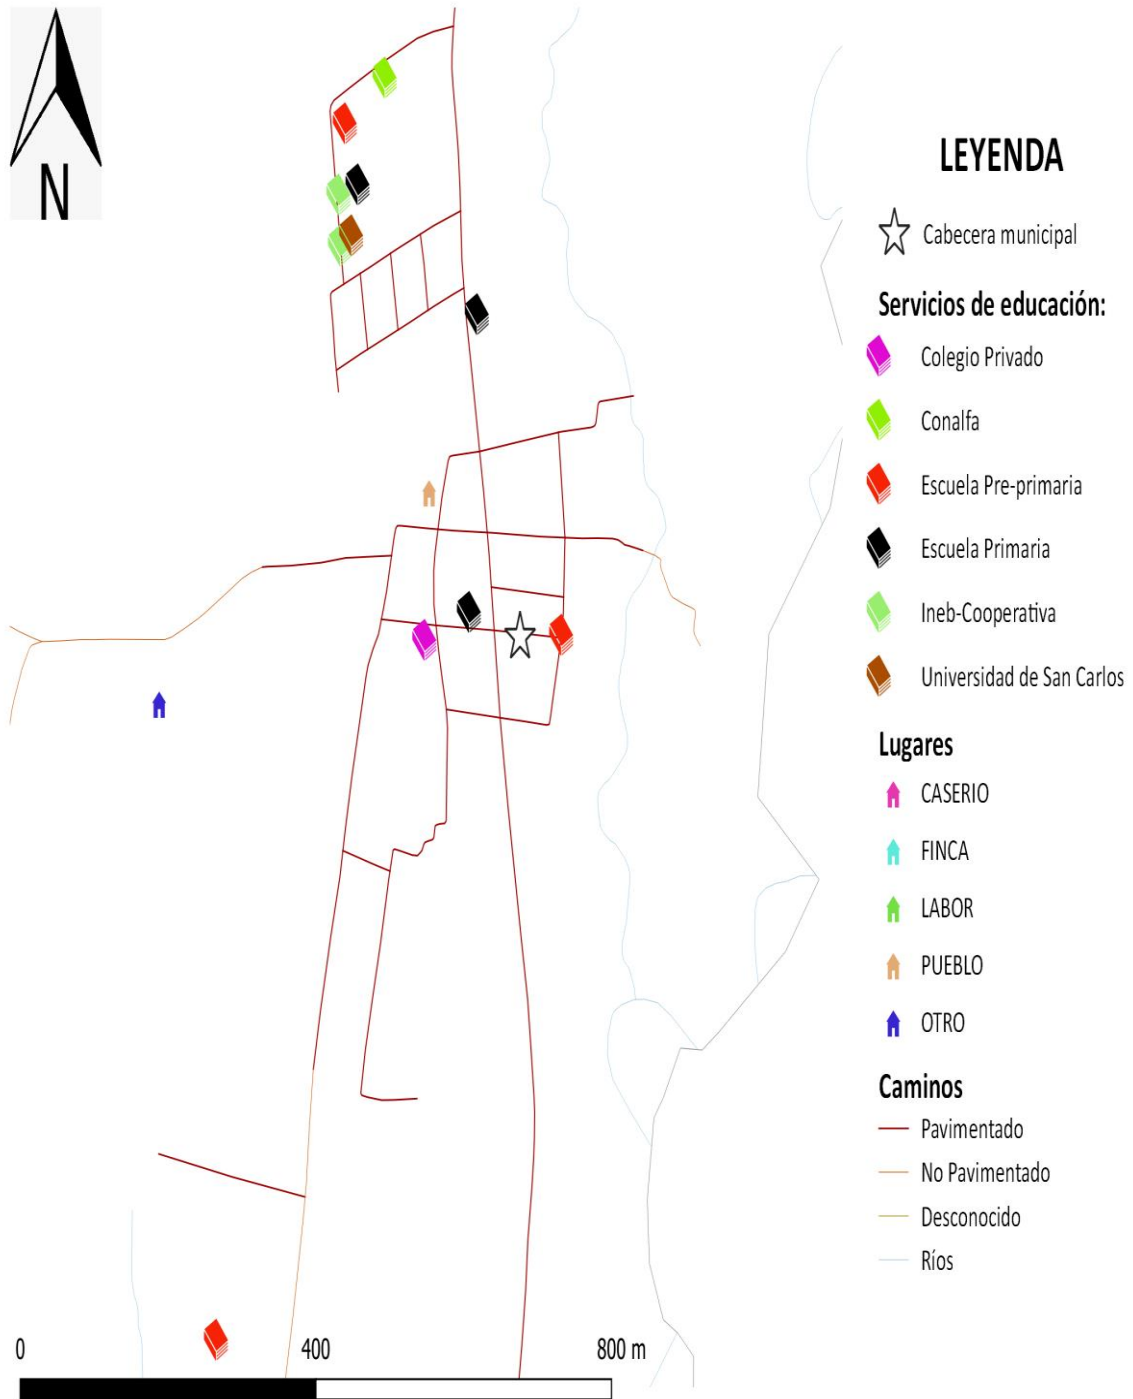 N
LEYENDA
Cabecera municipal
Servicios de educación:
Colegio Privado
Conalfa
Escuela Pre-primaria
Escuela Primaria
Ineb-Cooperativa
Universidad de San Carlos
Lugares
CASERIO
FINCA
LABOR
PUEBLO
OTRO
Caminos
Pavimentado
No Pavimentado
Desconocido
Ríos
0 400 800 m